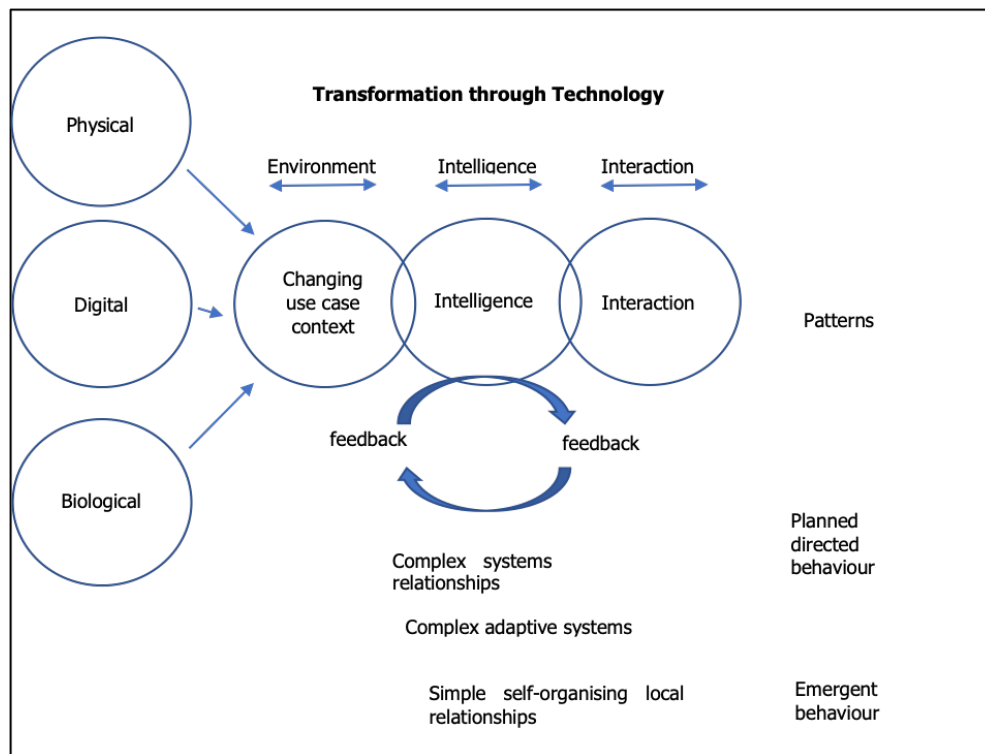 Transformation through Technology
Physical
Environment
Intelligence
Interaction
Changing
use case
context
Intelligence
Interaction
Digital
Patterns
feedback
feedback
Biological
Planned
directed
behaviour
Complex systems
relationships
Complex adaptive systems
Simple self-organising local
relationships
Emergent
behaviour